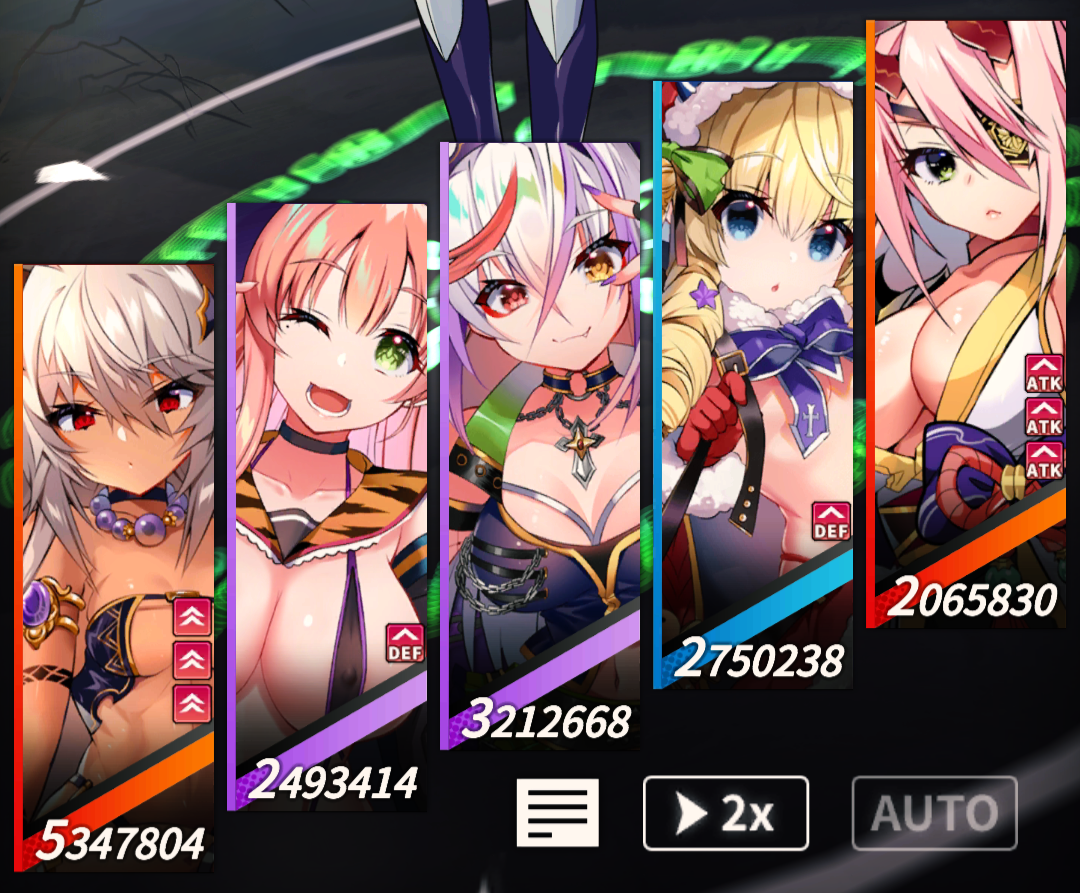 ATK
ATK
ATK
DEF
DEF
2065830
2750238
3212668
2493414
5347804
2x
AUTO